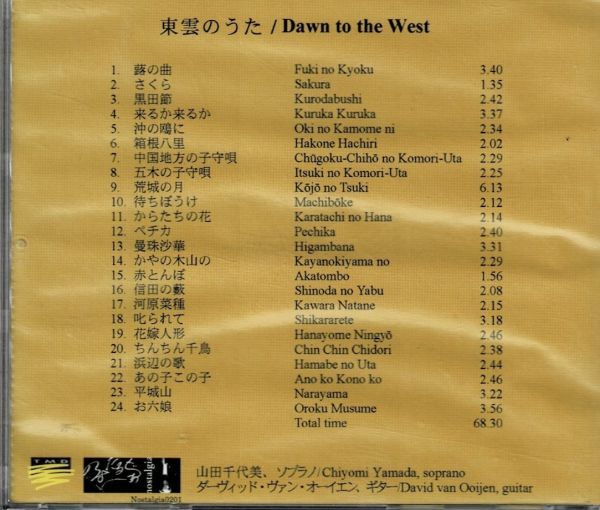 東雲のうた / Dawn to the West
1. 蕗の曲 Fuki no Kyoku 3.40
2. さくら Sakura 1.35
3. 黒田節 Kurodabushi 2.42
4. 来るか来るか Kuruka Kuruka 3.37
5. 沖の鴎に Oki no Kamome ni 2.34
6. 箱根八里 Hakone Hachiri 2.02
7. 中国地方の子守唄 Chūgoku-Chihō no Komori-Uta 2.29
8. 五木の子守唄 Itsuki no Komori-Uta 2.25
9. 荒城の月 Kōjō no Tsuki 6.13
10. 待ちぼうけ Machibōke 2.12
11. からたちの花 Karatachi no Hana 2.14
12. ペチカ Pechika 2.40
13. 曼珠沙華 Higambana 3.31
14. かやの木山の Kayanokiyama no 2.29
15. 赤とんぼ Akatombo 1.56
16. 信田の藪 Shinoda no Yabu 2.08
17. 河原菜種 Kawara Natane 2.15
18. 叱られて Shikararete 3.18
19. 花嫁人形 Hanayome Ningyō 2.46
20. ちんちん千鳥 Chin Chin Chidori 2.38
21. 浜辺の歌 Hamabe no Uta 2.44
22. あの子この子 Ano ko Kono ko 2.46
23. 平城山 Narayama 3.22
24. お六娘 Oroku Musume 3.56
Total time 68.30
TMD
nostalgia
Nostalgia0201
山田千代美、ソプラノ/Chiyomi Yamada, soprano
ダーヴィッド・ヴァン・オーイエン、ギター/David van Ooijen, guitar